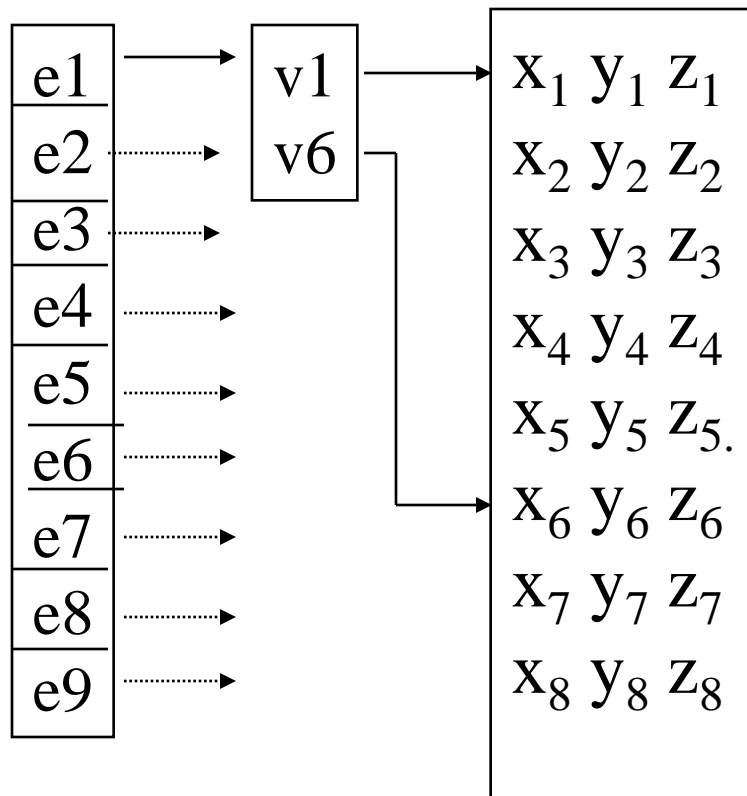 e1
e2
e3
e4
e5
e6
e7
e8
e9
v1
v6
x₁ y₁ z₁
x₂ y₂ z₂
x₃ y₃ z₃
x₄ y₄ z₄
x₅ y₅ z₅.
x₆ y₆ z₆
x₇ y₇ z₇
x₈ y₈ z₈